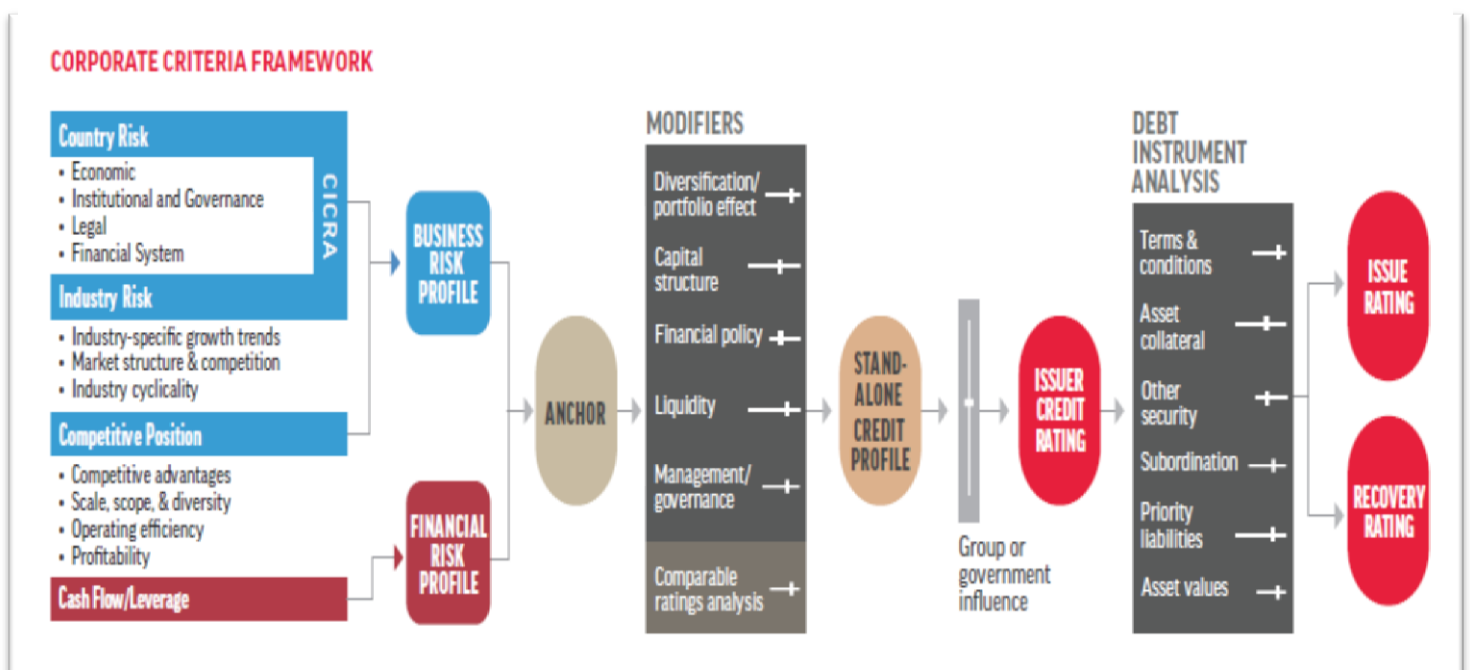 CORPORATE CRITERIA FRAMEWORK
Country Risk
• Economic
• Institutional and Governance
• Legal
• Financial System
CICRA
Industry Risk
• Industry-specific growth trends
• Market structure & competition
• Industry cyclicality
Competitive Position
• Competitive advantages
• Scale, scope, & diversity
• Operating efficiency
• Profitability
Cash Flow/Leverage
BUSINESS
RISK
PROFILE
FINANCIAL
RISK
PROFILE
ANCHOR
MODIFIERS
Diversification/
portfolio effect
Capital
structure
Financial policy
Liquidity
Management/
governance
Comparable
ratings analysis
STAND-
ALONE
CREDIT
PROFILE
Group or
government
influence
ISSUER
CREDIT
RATING
DEBT
INSTRUMENT
ANALYSIS
Terms &
conditions
Asset
collateral
Other
security
Subordination
Priority
liabilities
Asset values
ISSUE
RATING
RECOVERY
RATING